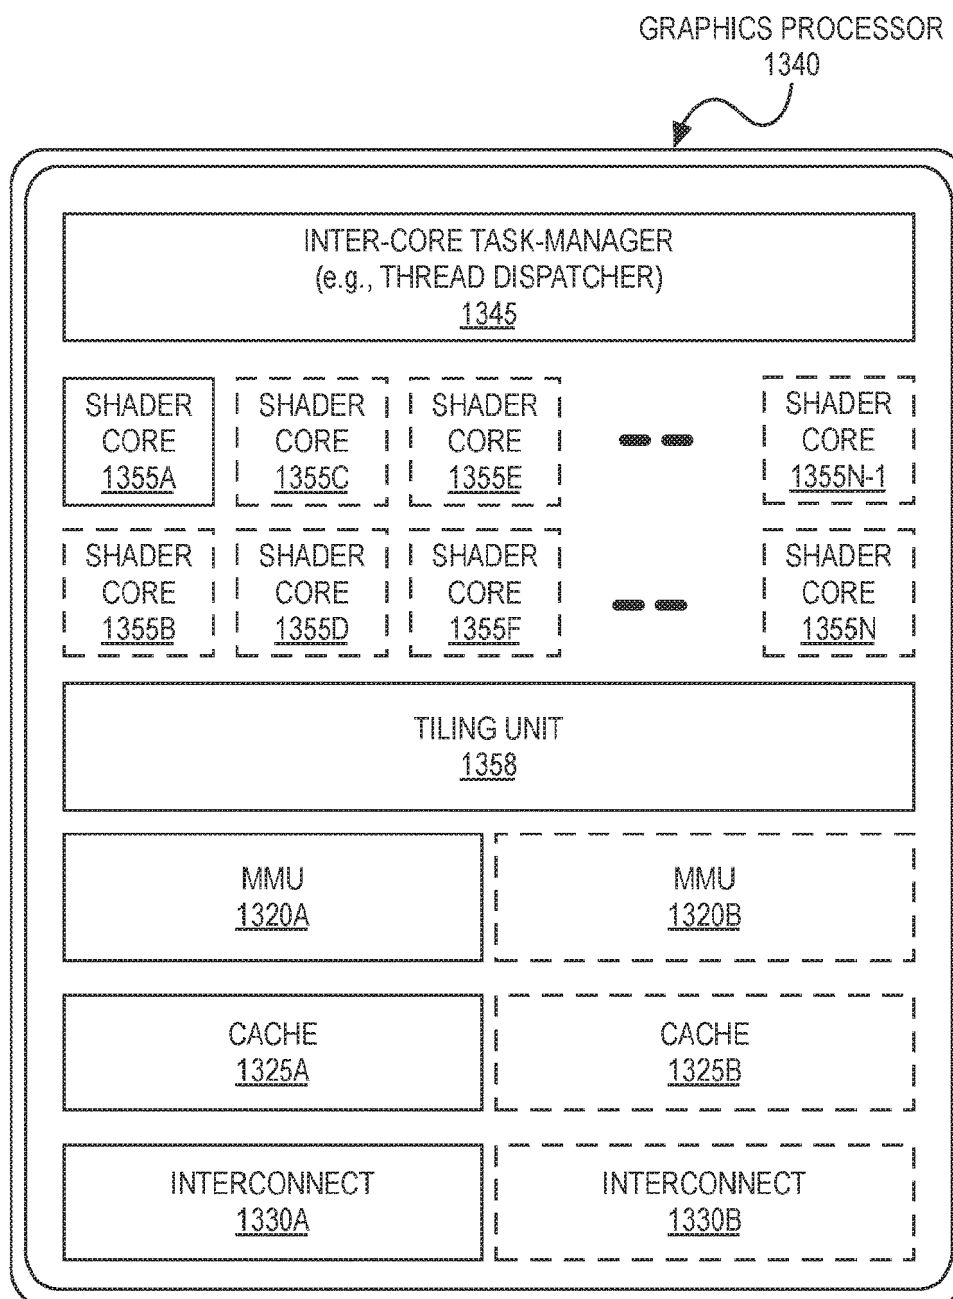 GRAPHICS PROCESSOR
1340
INTER-CORE TASK-MANAGER
(e.g., THREAD DISPATCHER)
1345
SHADER
CORE
1355A
SHADER
CORE
1355C
SHADER
CORE
1355E
SHADER
CORE
1355N-1
SHADER
CORE
1355B
SHADER
CORE
1355D
SHADER
CORE
1355F
SHADER
CORE
1355N
TILING UNIT
1358
MMU
1320A
MMU
1320B
CACHE
1325A
CACHE
1325B
INTERCONNECT
1330A
INTERCONNECT
1330B